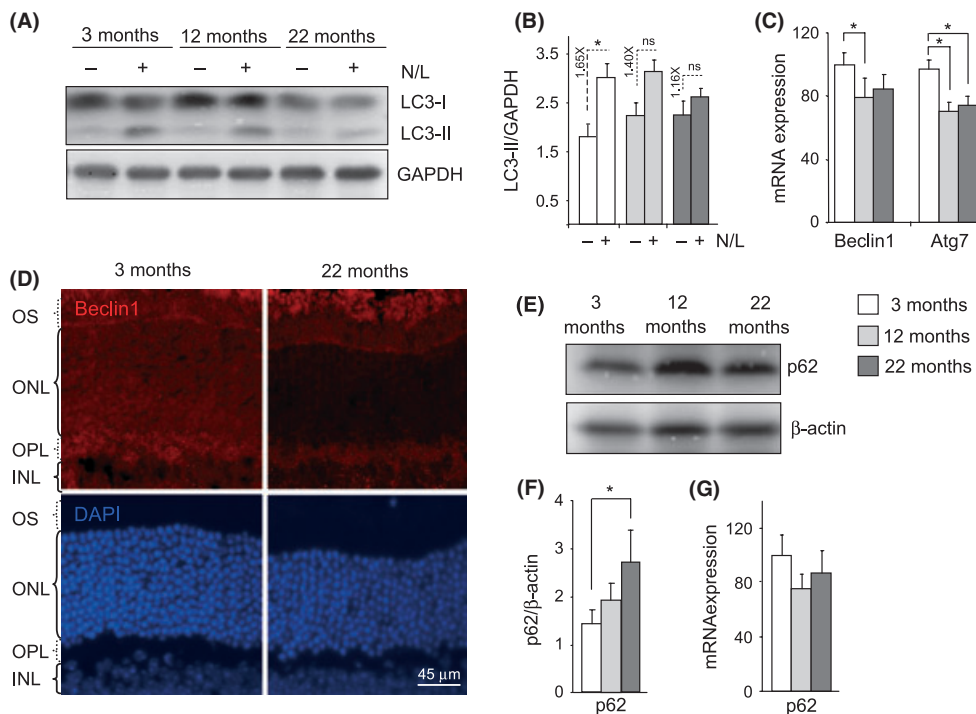 (A)
3 months 12 months 22 months
– + – + – + N/L
LC3-I
LC3-II
GAPDH
(B)
LC3-II/GAPDH
3.5
2.5
1.5
0.5
1.65X
*
1.40X
ns
1.16X
ns
– + – + – + N/L
(C)
mRNA expression
120
80
40
0
*
*
*
Beclin1 Atg7
(D)
3 months 22 months
Beclin1
OS
ONL
OPL
INL
DAPI
OS
ONL
OPL
INL
45 μm
(E)
3 months
12 months
22 months
p62
β-actin
3 months
12 months
22 months
(F)
p62/β-actin
4
3
2
1
0
*
p62
(G)
mRNAexpression
120
80
40
0
p62